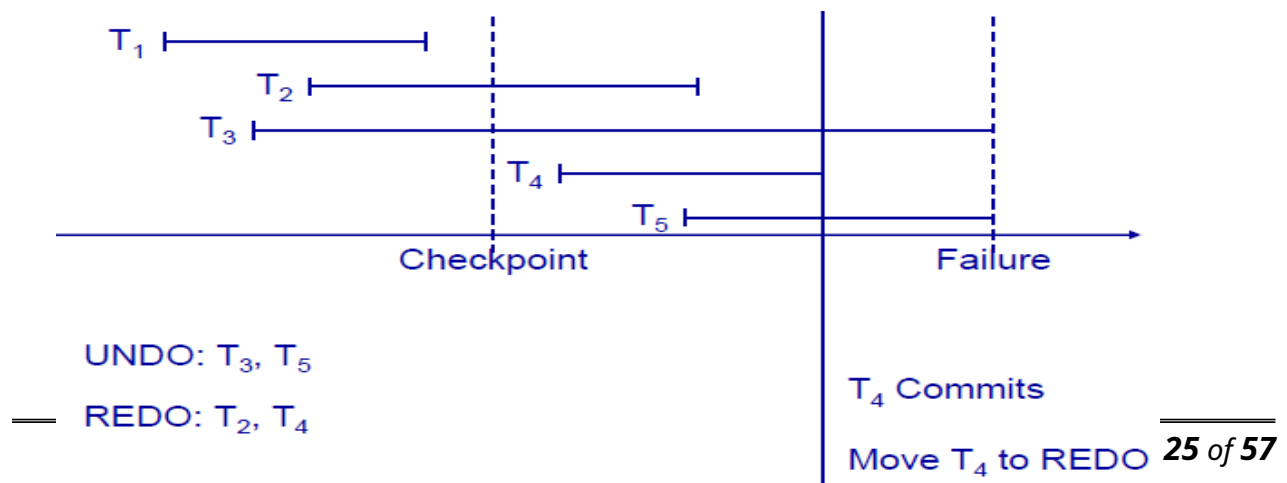 T₁
T₂
T₃
T₄
T₅
Checkpoint
Failure
UNDO: T₃, T₅
REDO: T₂, T₄
T₄ Commits
Move T₄ to REDO
25 of 57